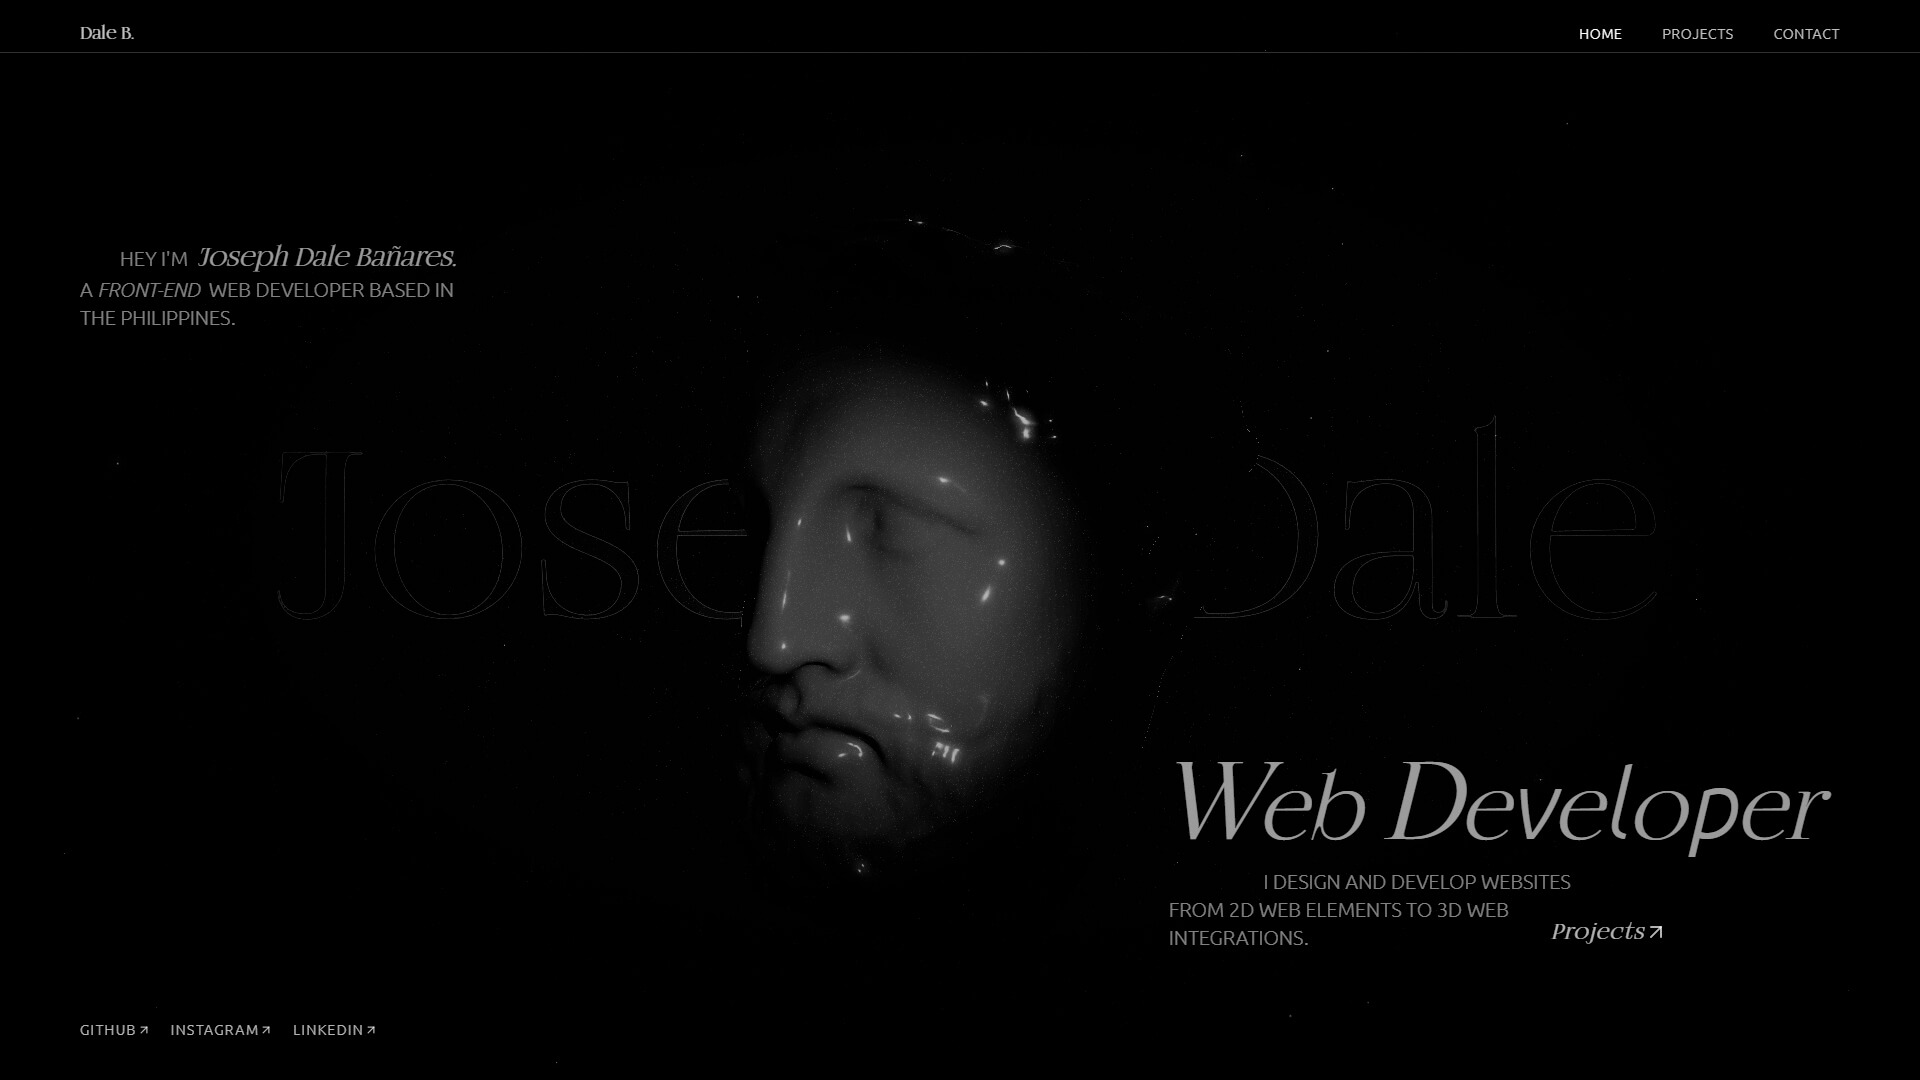 Dale B.
HOME PROJECTS CONTACT
HEY I'M Joseph Dale Bañares.
A FRONT-END WEB DEVELOPER BASED IN
THE PHILIPPINES.
Jose Dale
Web Developer
I DESIGN AND DEVELOP WEBSITES
FROM 2D WEB ELEMENTS TO 3D WEB
INTEGRATIONS.
Projects
GITHUB INSTAGRAM LINKEDIN